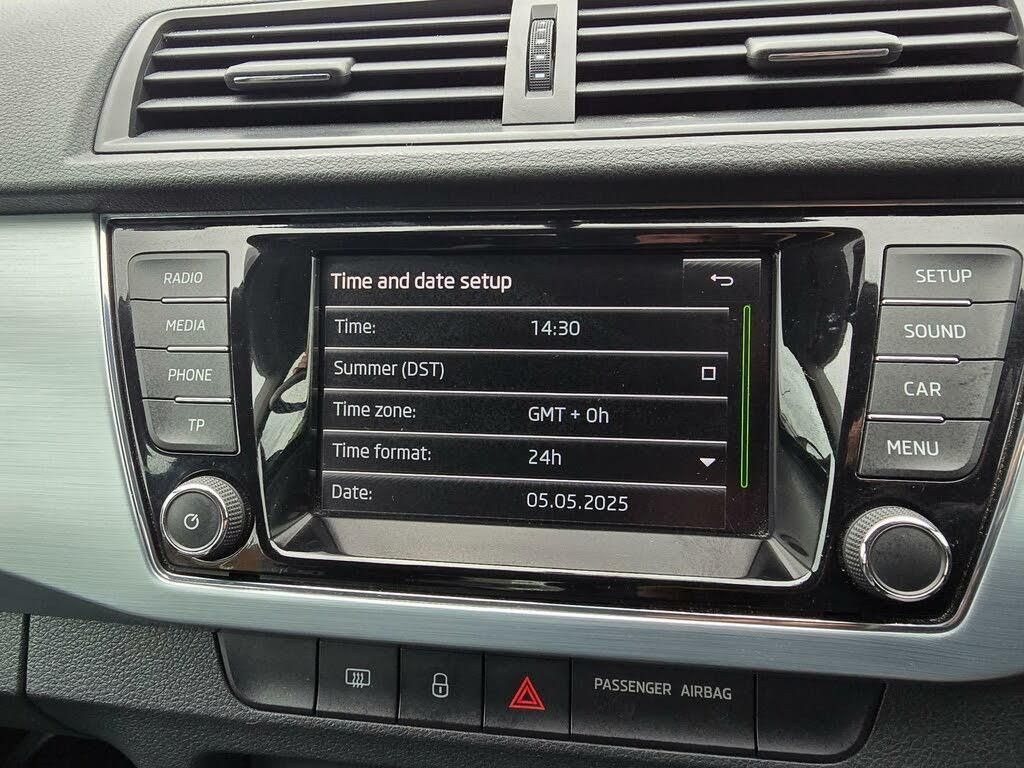 RADIO
MEDIA
PHONE
TP
Time and date setup
Time: 14:30
Summer (DST)
Time zone: GMT + 0h
Time format: 24h
Date: 05.05.2025
SETUP
SOUND
CAR
MENU
PASSENGER AIRBAG